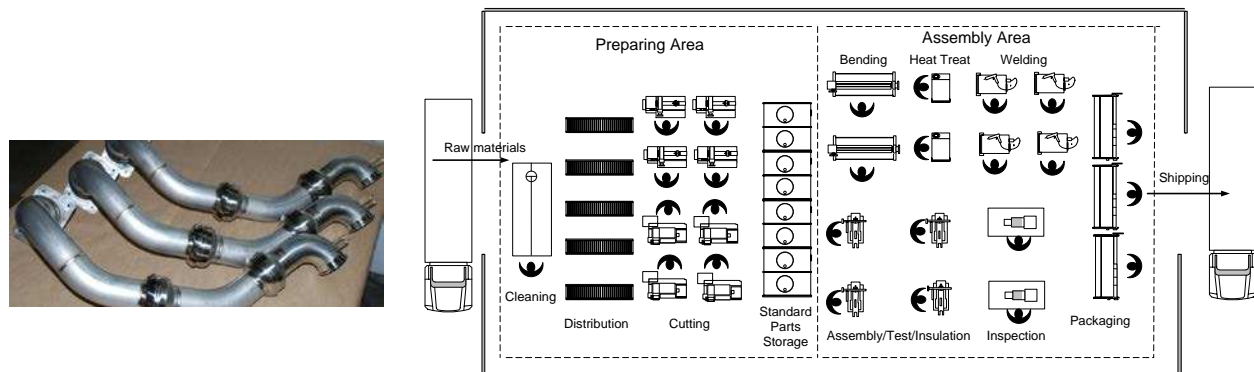 Preparing Area
Assembly Area
Bending
Heat Treat
Welding
Raw materials
Shipping
Cleaning
Distribution
Cutting
Standard
Parts
Storage
Assembly/Test/Insulation
Inspection
Packaging